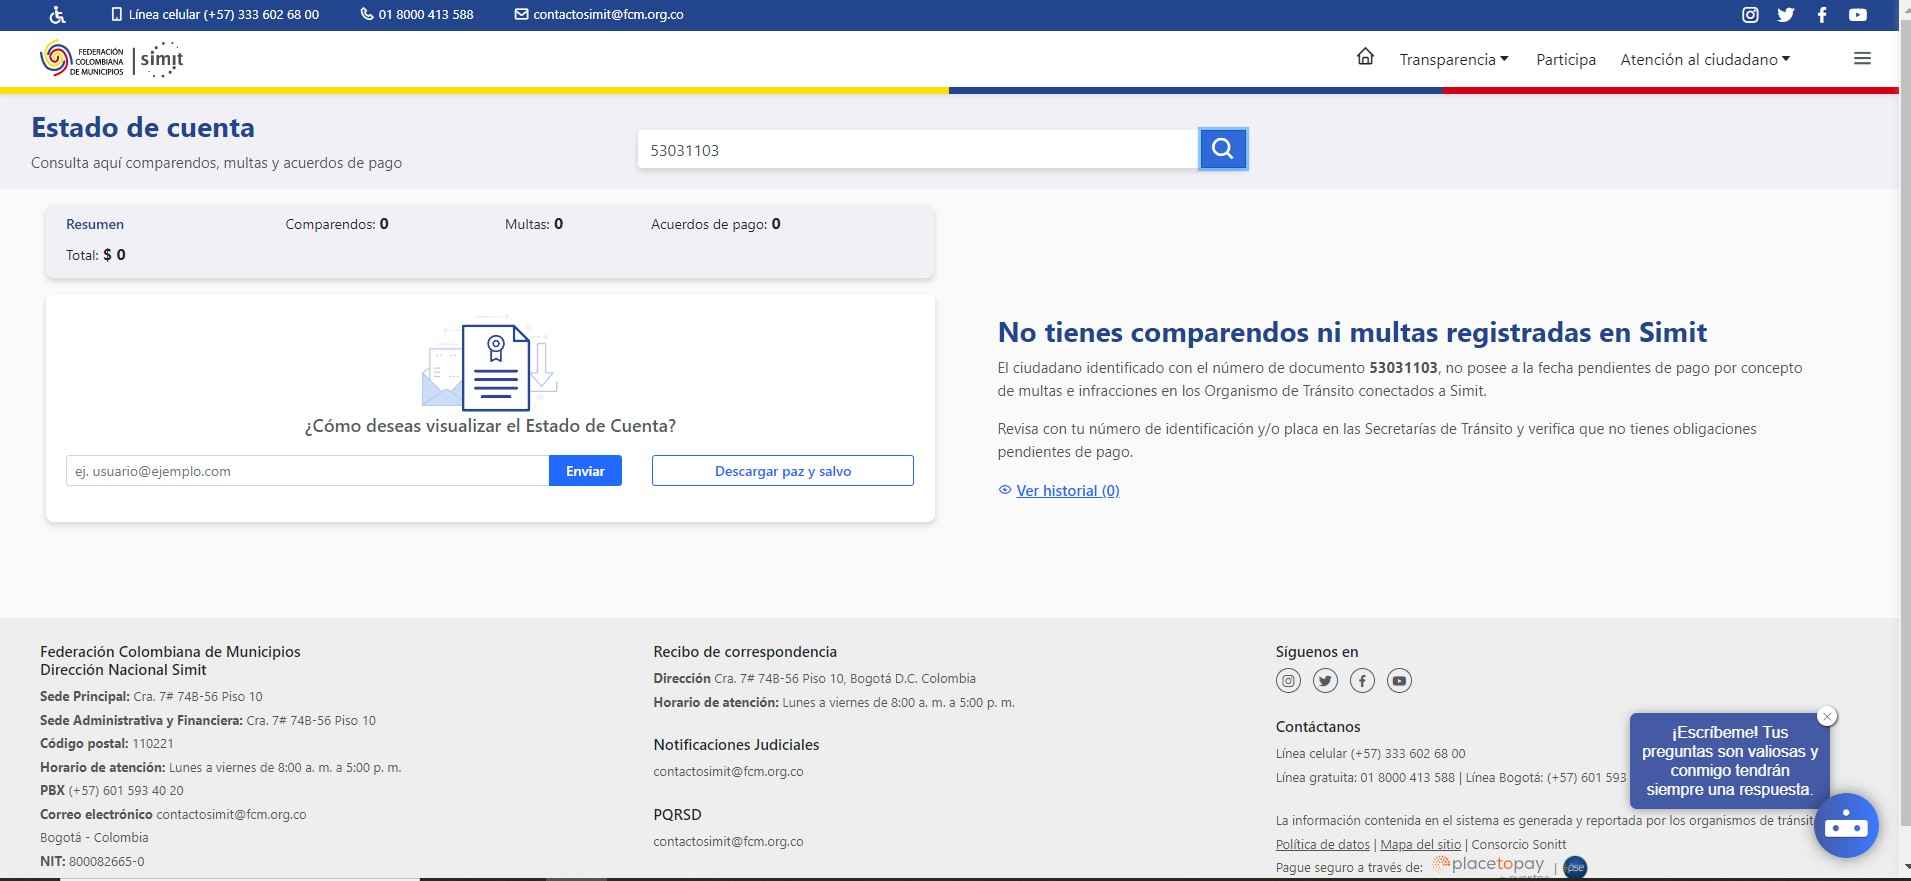 Línea celular (+57) 333 602 68 00
01 8000 413 588
contactosimit@fcm.org.co
FEDERACIÓN
COLOMBIANA
DE MUNICIPIOS
simit
Transparencia
Participa
Atención al ciudadano
Estado de cuenta
Consulta aquí comparendos, multas y acuerdos de pago
53031103
Resumen
Comparendos: 0
Multas: 0
Acuerdos de pago: 0
Total: $ 0
¿Cómo deseas visualizar el Estado de Cuenta?
ej. usuario@ejemplo.com
Enviar
Descargar paz y salvo
No tienes comparendos ni multas registradas en Simit
El ciudadano identificado con el número de documento 53031103, no posee a la fecha pendientes de pago por concepto
de multas e infracciones en los Organismo de Tránsito conectados a Simit.
Revisa con tu número de identificación y/o placa en las Secretarías de Tránsito y verifica que no tienes obligaciones
pendientes de pago.
Ver historial (0)
Federación Colombiana de Municipios
Dirección Nacional Simit
Sede Principal: Cra. 7# 74B-56 Piso 10
Sede Administrativa y Financiera: Cra. 7# 74B-56 Piso 10
Código postal: 110221
Horario de atención: Lunes a viernes de 8:00 a. m. a 5:00 p. m.
PBX (+57) 601 593 40 20
Correo electrónico contactosimit@fcm.org.co
Bogotá - Colombia
NIT: 800082665-0
Recibo de correspondencia
Dirección Cra. 7# 74B-56 Piso 10, Bogotá D.C. Colombia
Horario de atención: Lunes a viernes de 8:00 a. m. a 5:00 p. m.
Notificaciones Judiciales
contactosimit@fcm.org.co
PQRSD
contactosimit@fcm.org.co
Síguenos en
Contáctanos
Línea celular (+57) 333 602 68 00
Línea gratuita: 01 8000 413 588 | Línea Bogotá: (+57) 601 593
La información contenida en el sistema es generada y reportada por los organismos de tránsit
Política de datos | Mapa del sitio | Consorcio Sonitt
Pague seguro a través de: placetopay | pse
¡Escríbeme! Tus
preguntas son valiosas y
conmigo tendrán
siempre una respuesta.